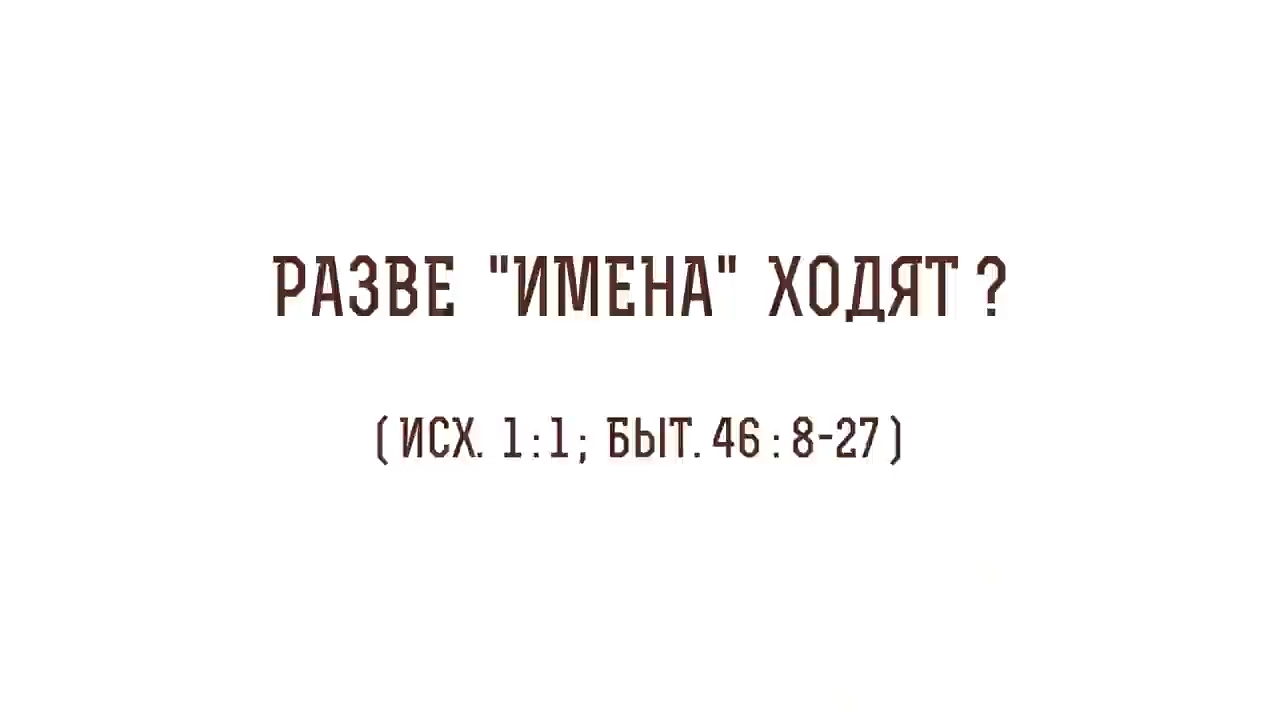 РАЗВЕ "ИМЕНА" ХОДЯТ ?
( ИСХ. 1 : 1 ; БЫТ. 46 : 8-27 )